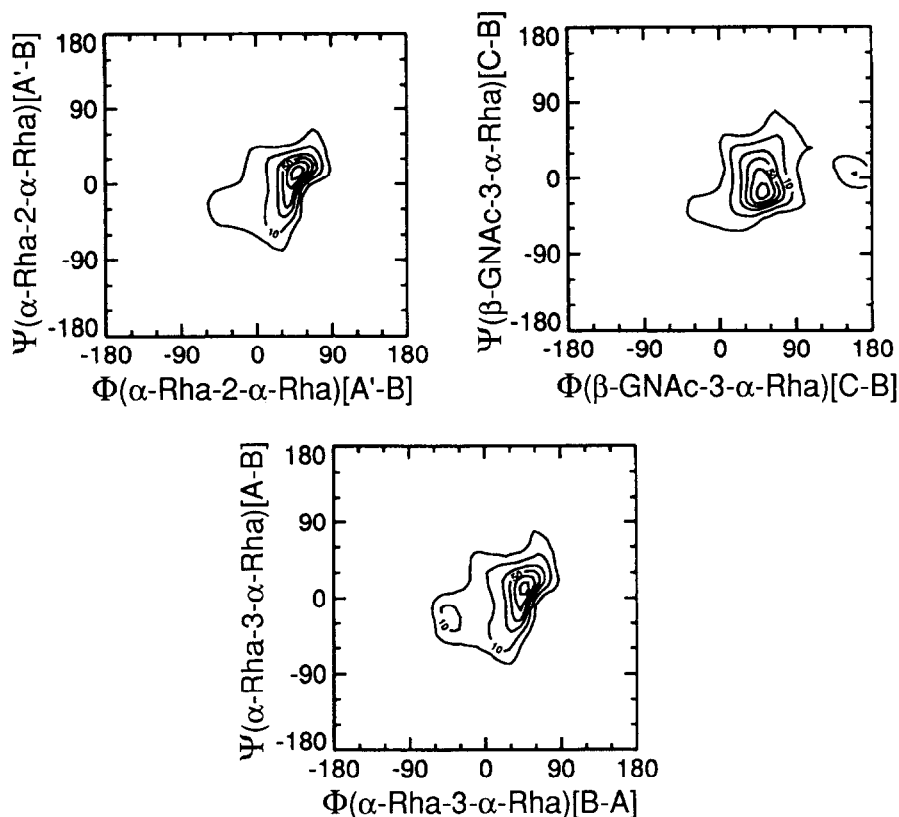 180
90
0
-90
-180
Ψ(α-Rha-2-α-Rha)[A'-B]
10
-180 -90 0 90 180
Φ(α-Rha-2-α-Rha)[A'-B]
180
90
0
-90
-180
Ψ(β-GNAc-3-α-Rha)[C-B]
10
-180 -90 0 90 180
Φ(β-GNAc-3-α-Rha)[C-B]
180
90
0
-90
-180
Ψ(α-Rha-3-α-Rha)[A-B]
10
10
-180 -90 0 90 180
Φ(α-Rha-3-α-Rha)[B-A]